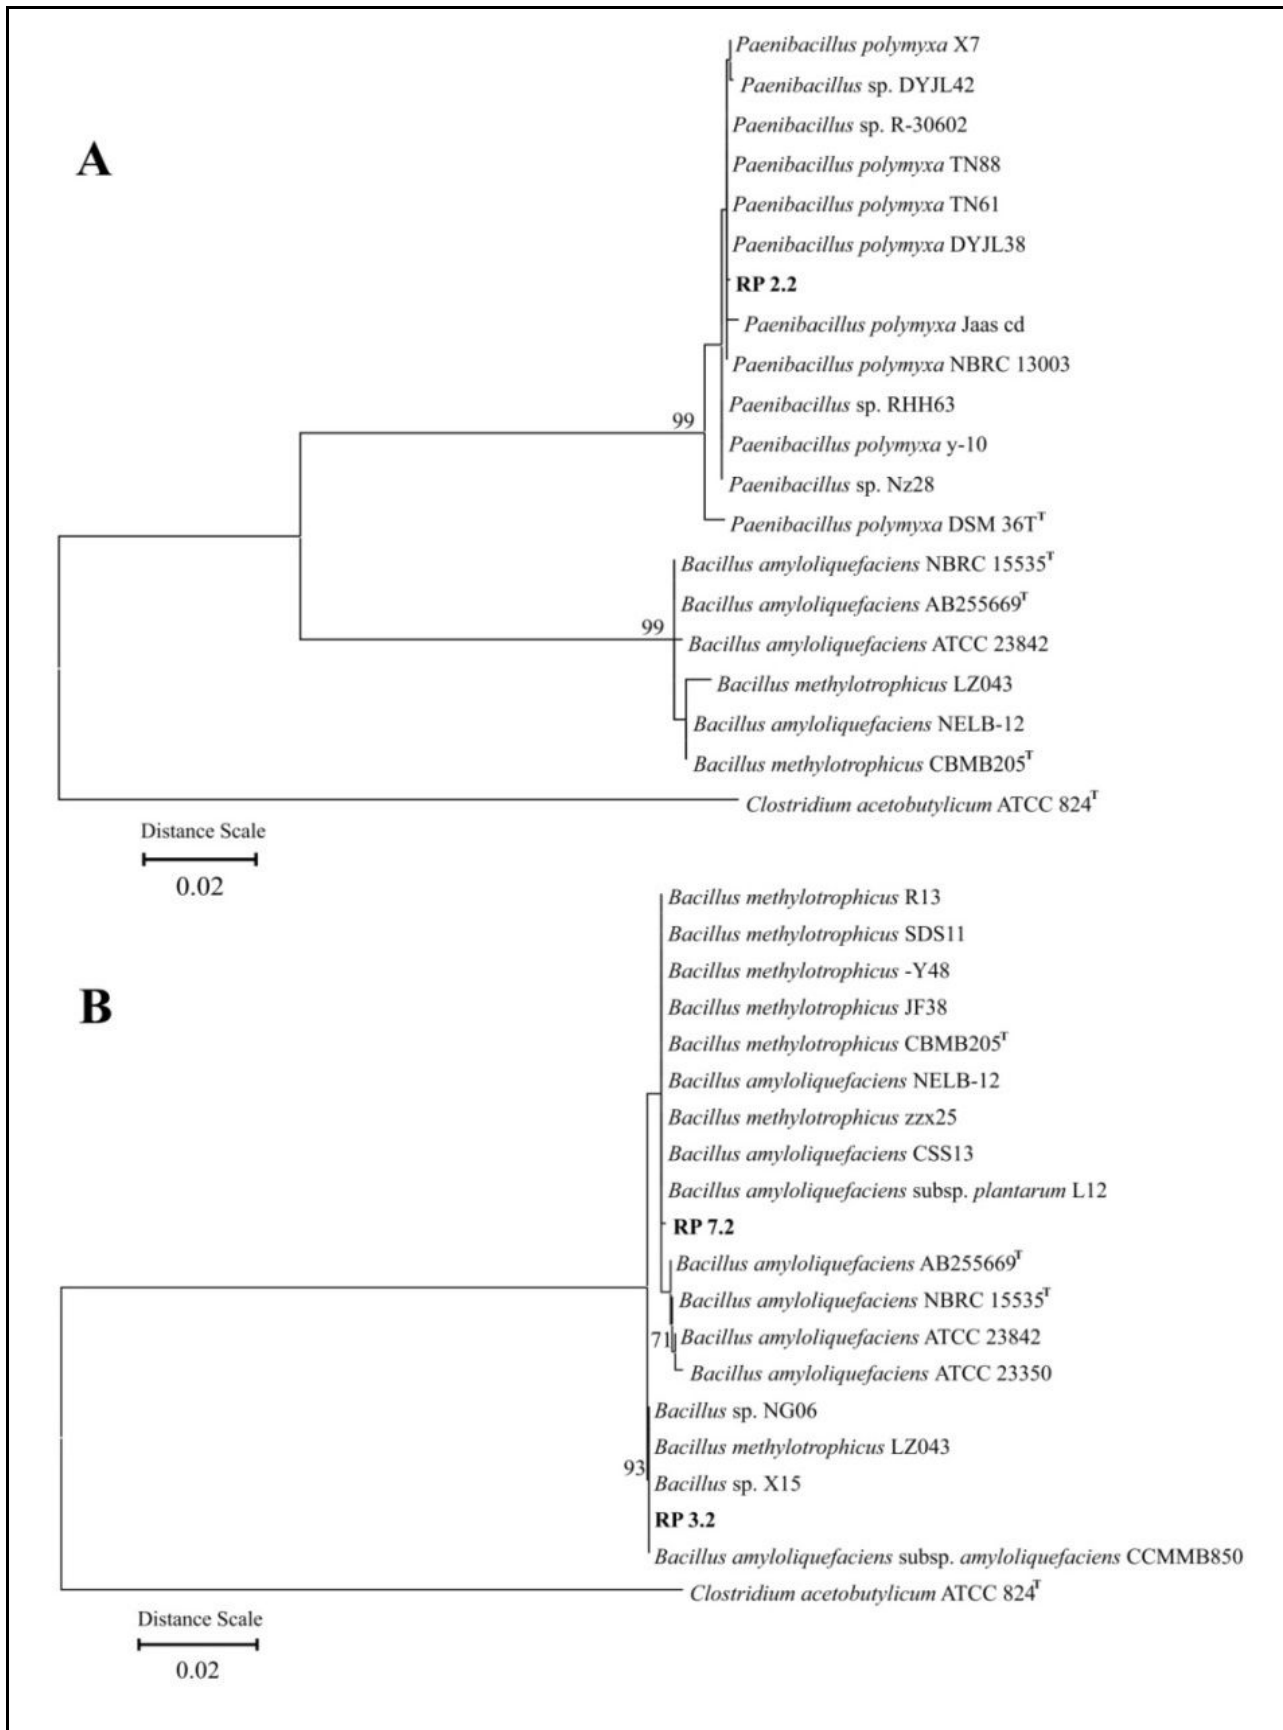 Paenibacillus polymyxa X7
Paenibacillus sp. DYJL42
Paenibacillus sp. R-30602
A
Paenibacillus polymyxa TN88
Paenibacillus polymyxa TN61
Paenibacillus polymyxa DYJL38
RP 2.2
Paenibacillus polymyxa Jaas cd
Paenibacillus polymyxa NBRC 13003
Paenibacillus sp. RHH63
99
Paenibacillus polymyxa y-10
Paenibacillus sp. Nz28
Paenibacillus polymyxa DSM 36Tᵀ
Bacillus amyloliquefaciens NBRC 15535ᵀ
Bacillus amyloliquefaciens AB255669ᵀ
99
Bacillus amyloliquefaciens ATCC 23842
Bacillus methylotrophicus LZ043
Bacillus amyloliquefaciens NELB-12
Bacillus methylotrophicus CBMB205ᵀ
Clostridium acetobutylicum ATCC 824ᵀ
Distance Scale
0.02
Bacillus methylotrophicus R13
Bacillus methylotrophicus SDS11
Bacillus methylotrophicus -Y48
B
Bacillus methylotrophicus JF38
Bacillus methylotrophicus CBMB205ᵀ
Bacillus amyloliquefaciens NELB-12
Bacillus methylotrophicus zzx25
Bacillus amyloliquefaciens CSS13
Bacillus amyloliquefaciens subsp. plantarum L12
RP 7.2
Bacillus amyloliquefaciens AB255669ᵀ
Bacillus amyloliquefaciens NBRC 15535ᵀ
71
Bacillus amyloliquefaciens ATCC 23842
Bacillus amyloliquefaciens ATCC 23350
Bacillus sp. NG06
Bacillus methylotrophicus LZ043
93
Bacillus sp. X15
RP 3.2
Bacillus amyloliquefaciens subsp. amyloliquefaciens CCMMB850
Clostridium acetobutylicum ATCC 824ᵀ
Distance Scale
0.02